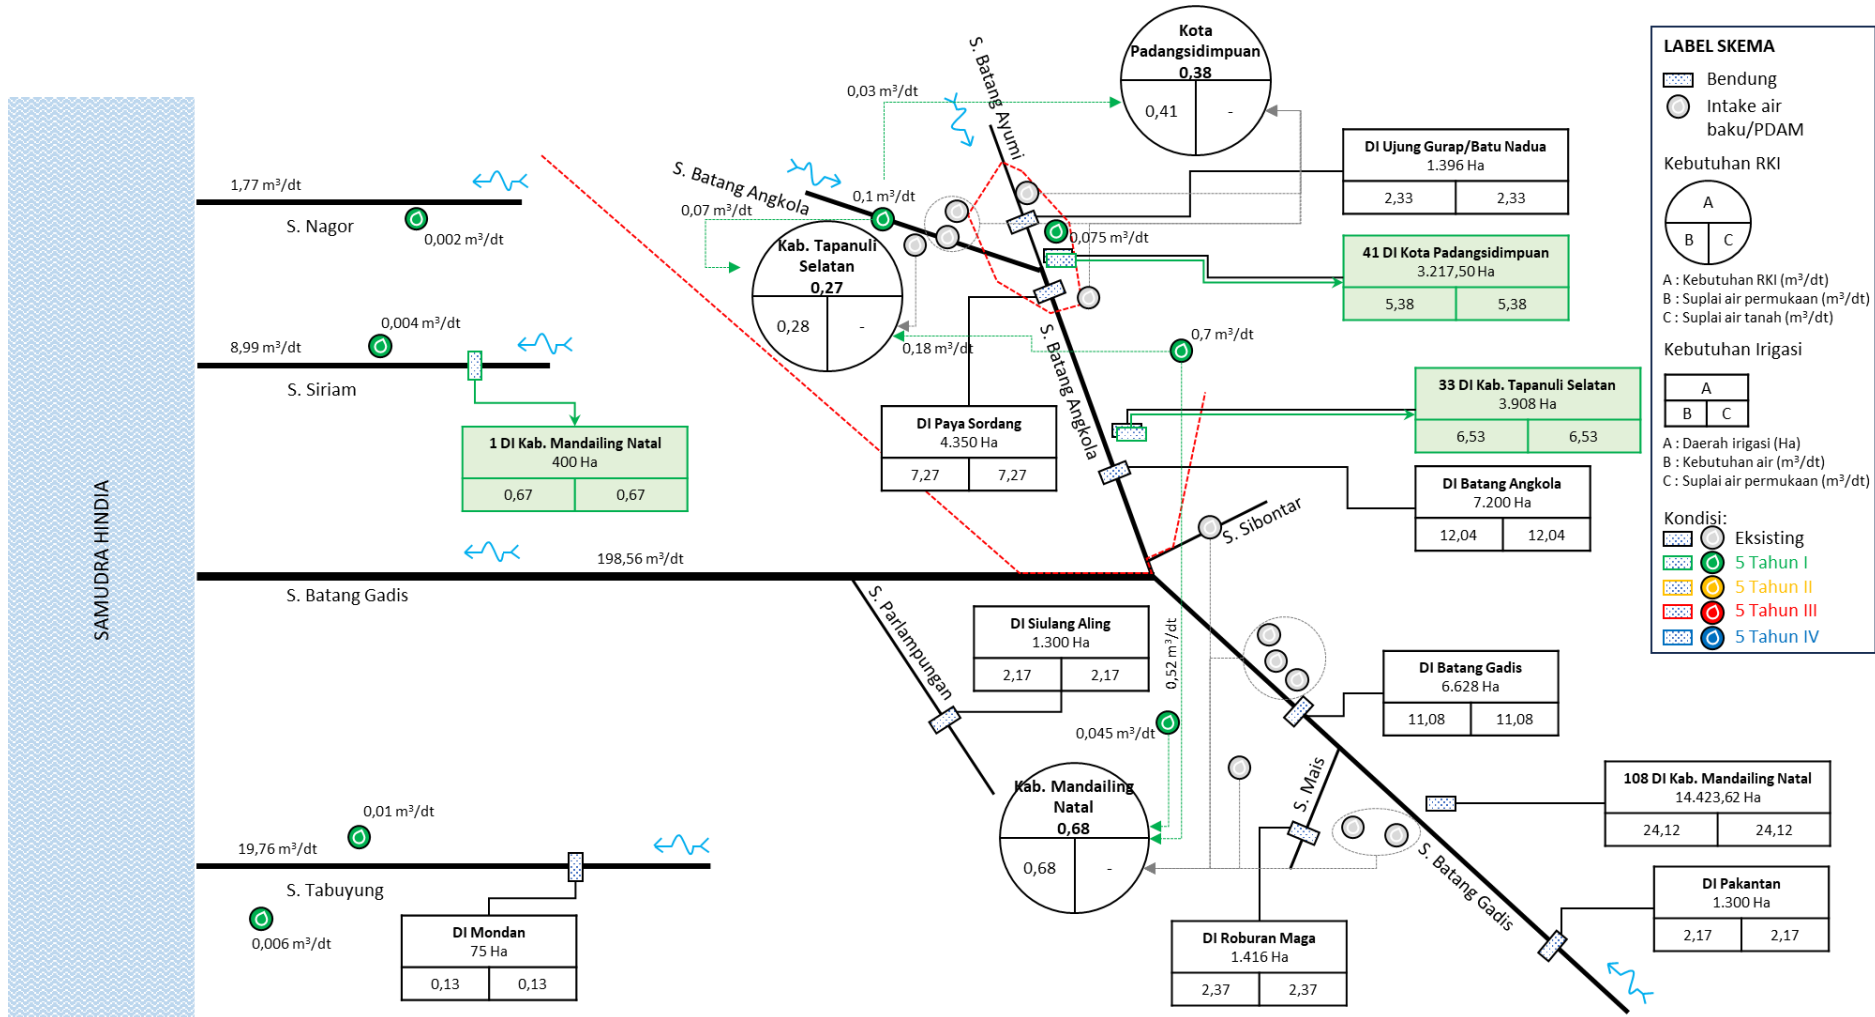 SAMUDRA HINDIA
1,77 m³/dt
S. Nagor
0,002 m³/dt
0,004 m³/dt
8,99 m³/dt
S. Siriam
1 DI Kab. Mandailing Natal
400 Ha
0,67
0,67
198,56 m³/dt
S. Batang Gadis
0,01 m³/dt
19,76 m³/dt
S. Tabuyung
0,006 m³/dt
DI Mondan
75 Ha
0,13
0,13
0,03 m³/dt
S. Batang Ayumi
Kota
Padangsidimpuan
0,38
0,41
-
S. Batang Angkola
0,1 m³/dt
0,07 m³/dt
Kab. Tapanuli
Selatan
0,27
0,28
-
0,18 m³/dt
0,075 m³/dt
0,7 m³/dt
S. Batang Angkola
DI Ujung Gurap/Batu Nadua
1.396 Ha
2,33
2,33
41 DI Kota Padangsidimpuan
3.217,50 Ha
5,38
5,38
33 DI Kab. Tapanuli Selatan
3.908 Ha
6,53
6,53
DI Paya Sordang
4.350 Ha
7,27
7,27
DI Batang Angkola
7.200 Ha
12,04
12,04
S. Sibontar
S. Parlampungan
DI Siulang Aling
1.300 Ha
2,17
2,17
0,52 m³/dt
0,045 m³/dt
Kab. Mandailing
Natal
0,68
0,68
-
DI Batang Gadis
6.628 Ha
11,08
11,08
S. Mais
108 DI Kab. Mandailing Natal
14.423,62 Ha
24,12
24,12
S. Batang Gadis
DI Pakantan
1.300 Ha
2,17
2,17
DI Roburan Maga
1.416 Ha
2,37
2,37
LABEL SKEMA
Bendung
Intake air
baku/PDAM
Kebutuhan RKI
A
B
C
A : Kebutuhan RKI (m³/dt)
B : Suplai air permukaan (m³/dt)
C : Suplai air tanah (m³/dt)
Kebutuhan Irigasi
A
B
C
A : Daerah irigasi (Ha)
B : Kebutuhan air (m³/dt)
C : Suplai air permukaan (m³/dt)
Kondisi:
Eksisting
5 Tahun I
5 Tahun II
5 Tahun III
5 Tahun IV